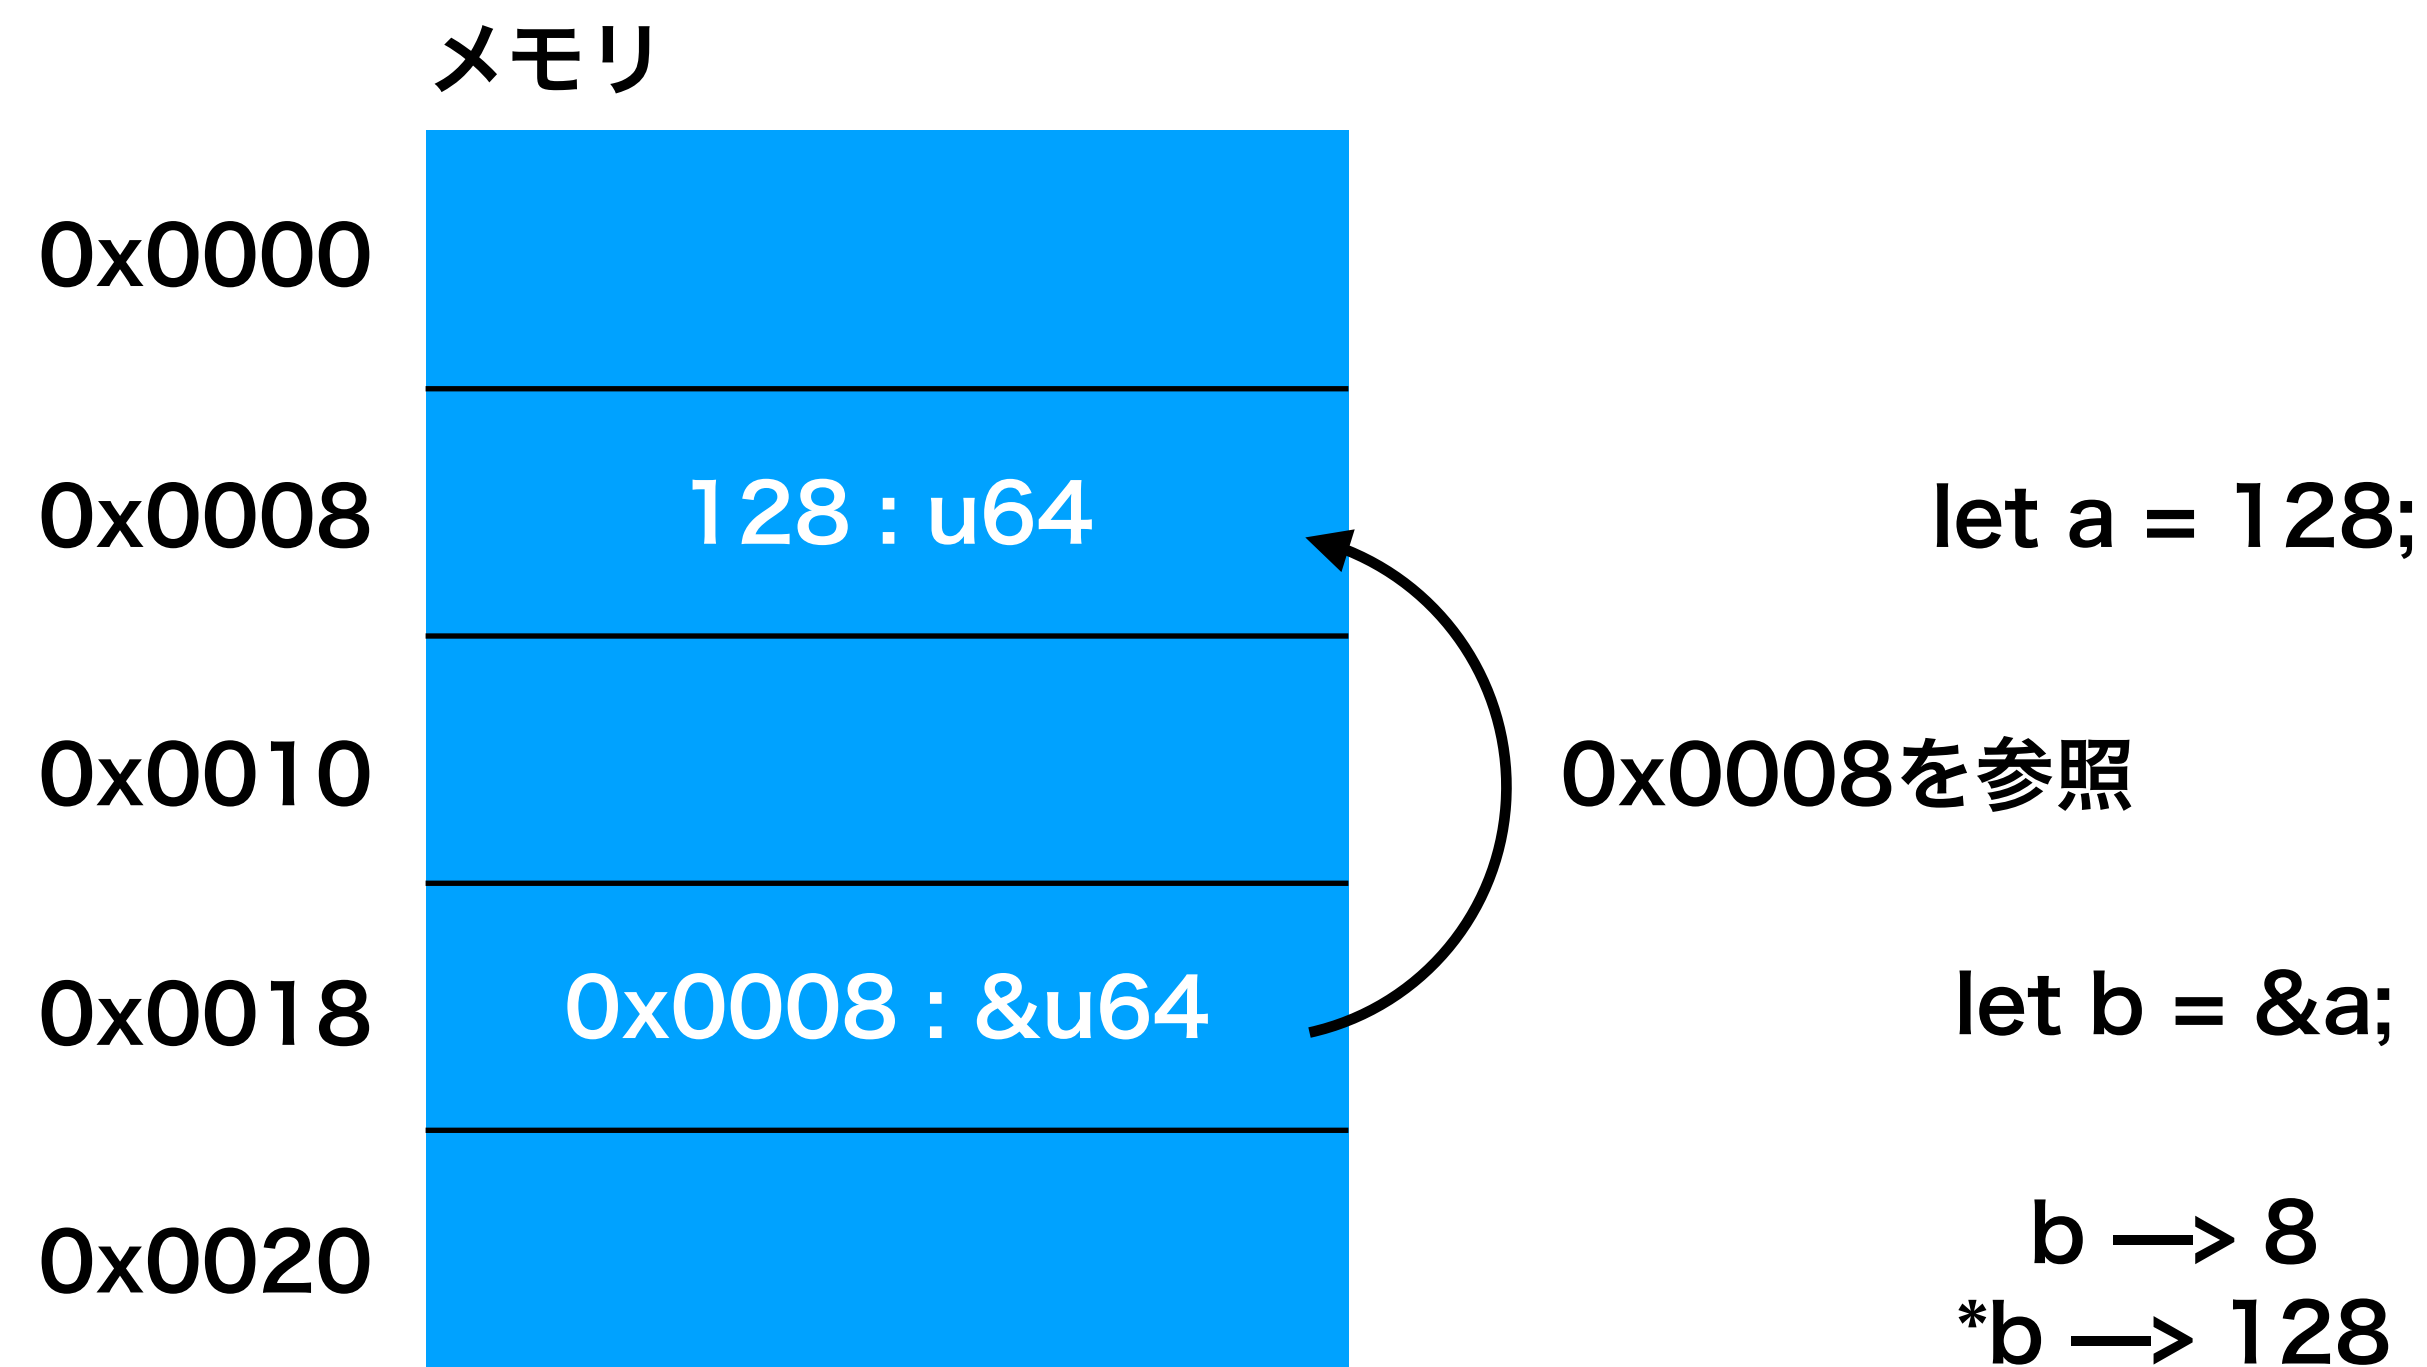 メモリ
0x0000
0x0008
128 : u64
let a = 128;
0x0010
0x0008を参照
0x0018
0x0008 : &u64
let b = &a;
0x0020
b —> 8
*b —> 128